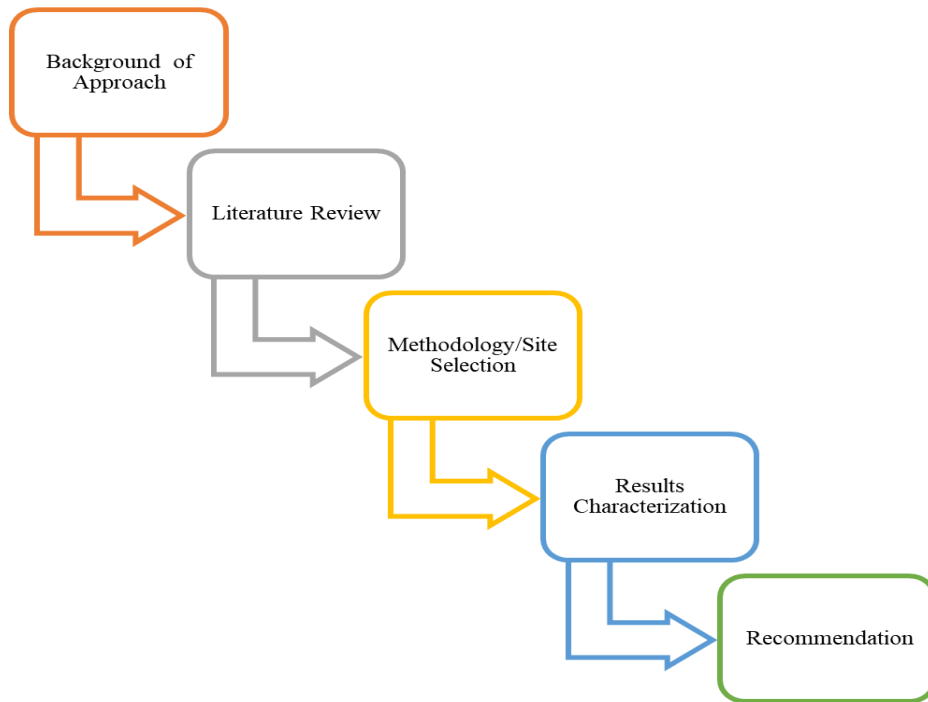 Background of
Approach
Literature Review
Methodology/Site
Selection
Results
Characterization
Recommendation